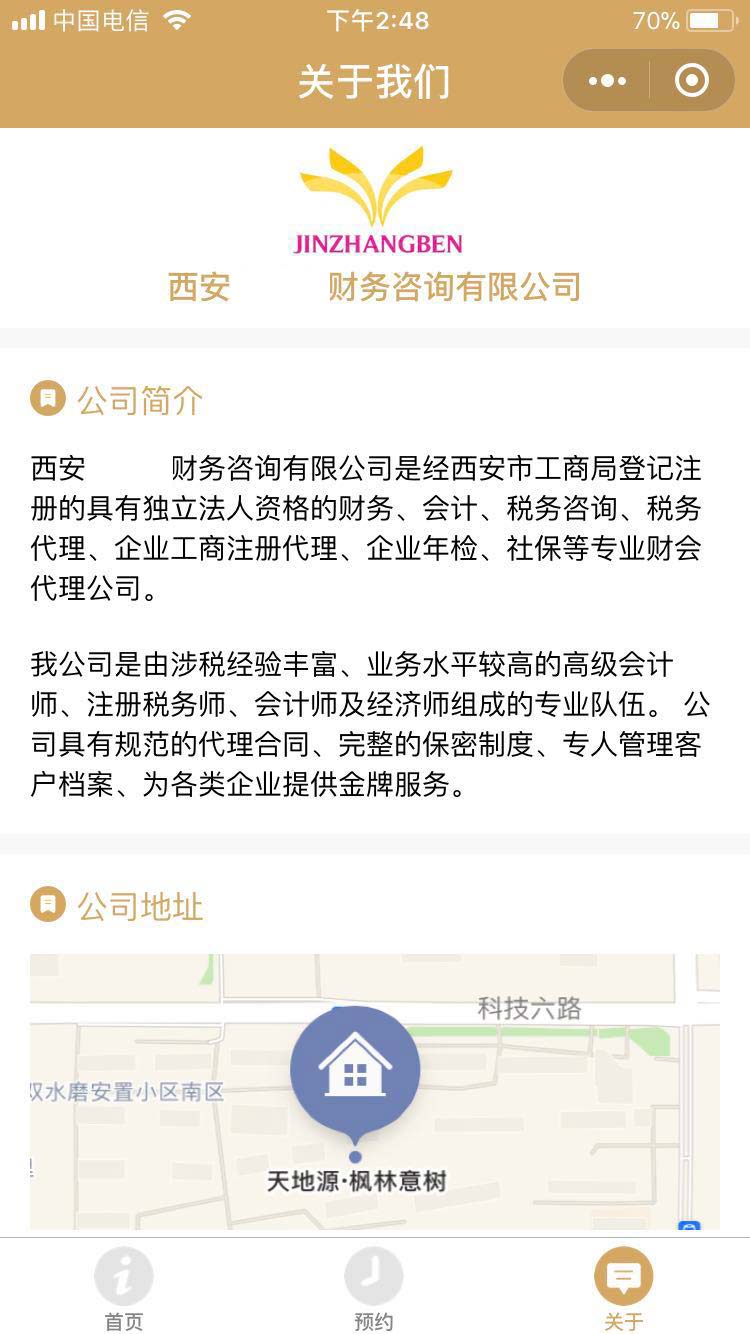 中国电信
下午2:48
70%
关于我们
JINZHANGBEN
西安 财务咨询有限公司
公司简介
西安 财务咨询有限公司是经西安市工商局登记注
册的具有独立法人资格的财务、会计、税务咨询、税务
代理、企业工商注册代理、企业年检、社保等专业财会
代理公司。
我公司是由涉税经验丰富、业务水平较高的高级会计
师、注册税务师、会计师及经济师组成的专业队伍。 公
司具有规范的代理合同、完整的保密制度、专人管理客
户档案、为各类企业提供金牌服务。
公司地址
科技六路
双水磨安置小区南区
天地源·枫林意树
首页
预约
关于